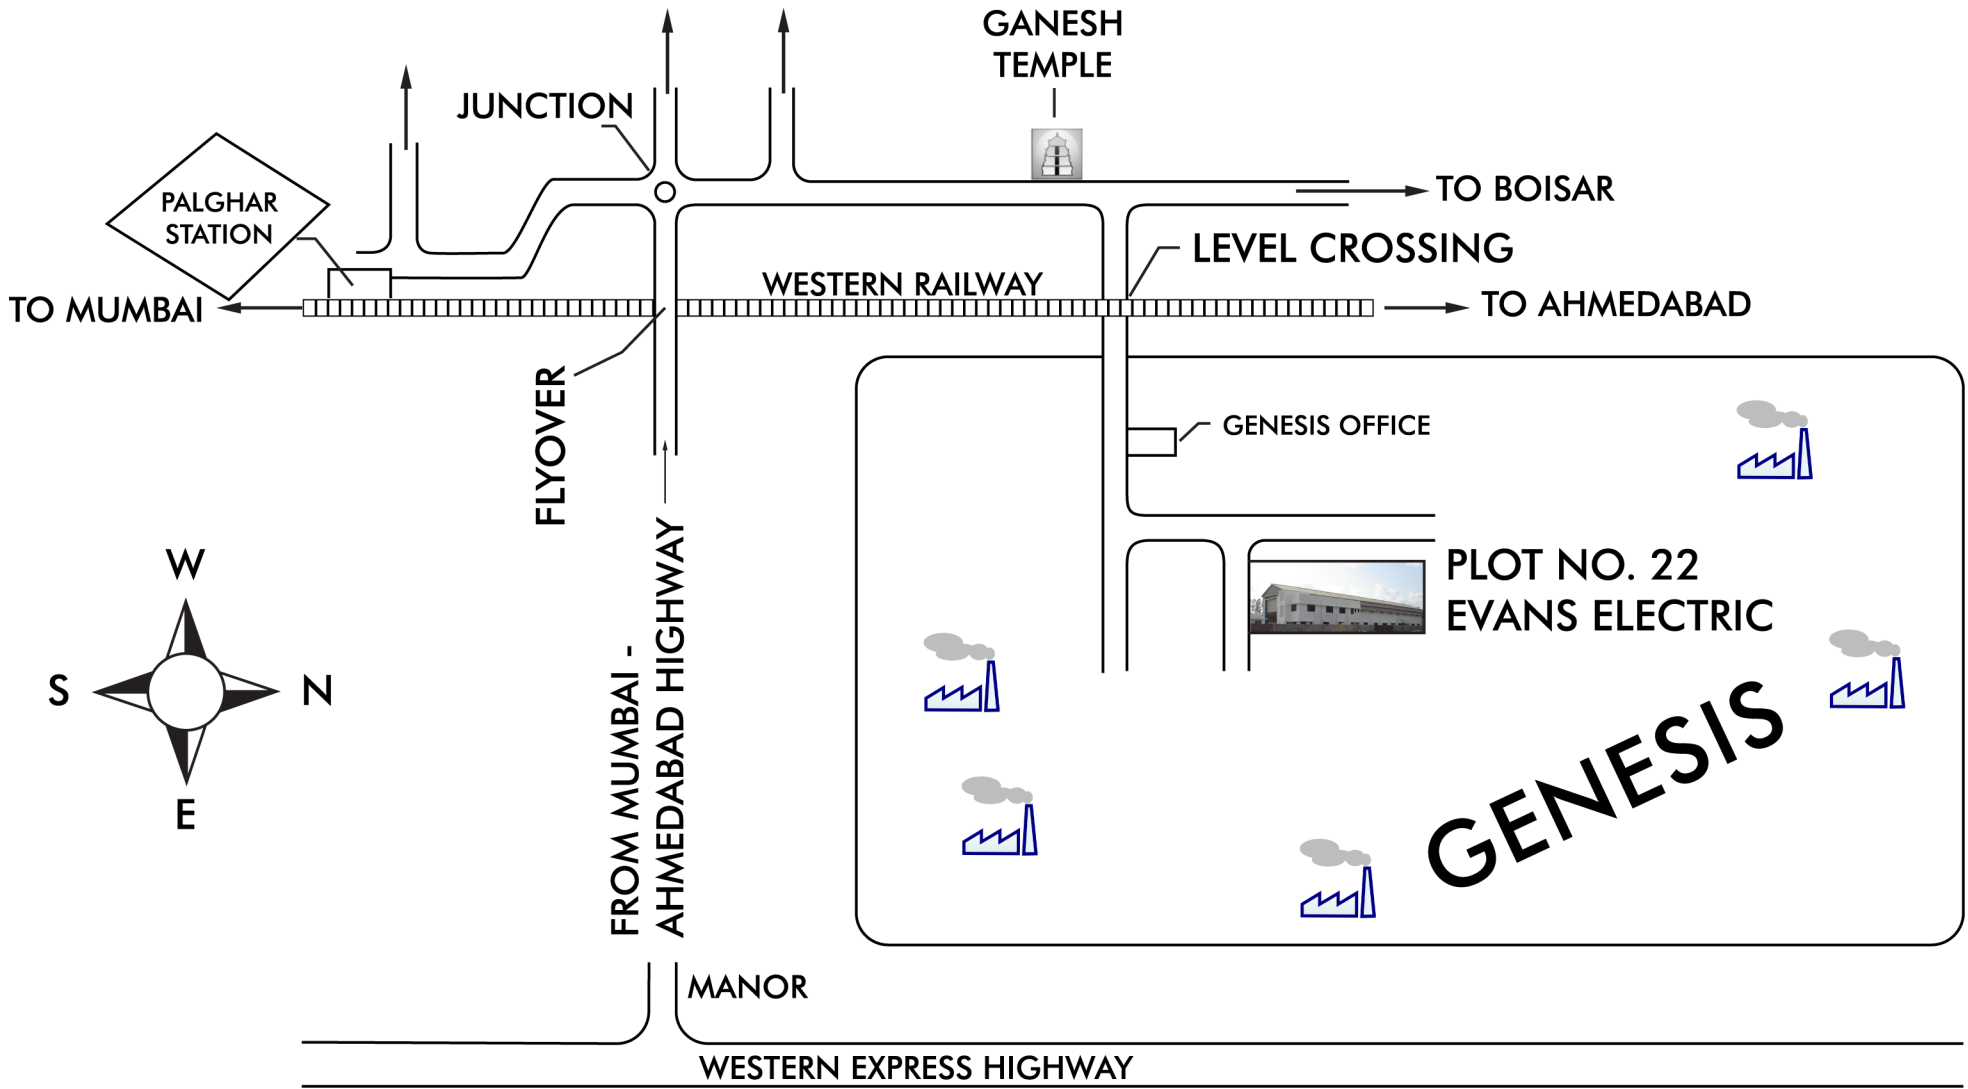 GANESH
TEMPLE
JUNCTION
PALGHAR
STATION
TO BOISAR
LEVEL CROSSING
WESTERN RAILWAY
TO MUMBAI
TO AHMEDABAD
FLYOVER
GENESIS OFFICE
PLOT NO. 22
EVANS ELECTRIC
W
S
N
E
FROM MUMBAI -
AHMEDABAD HIGHWAY
GENESIS
MANOR
WESTERN EXPRESS HIGHWAY